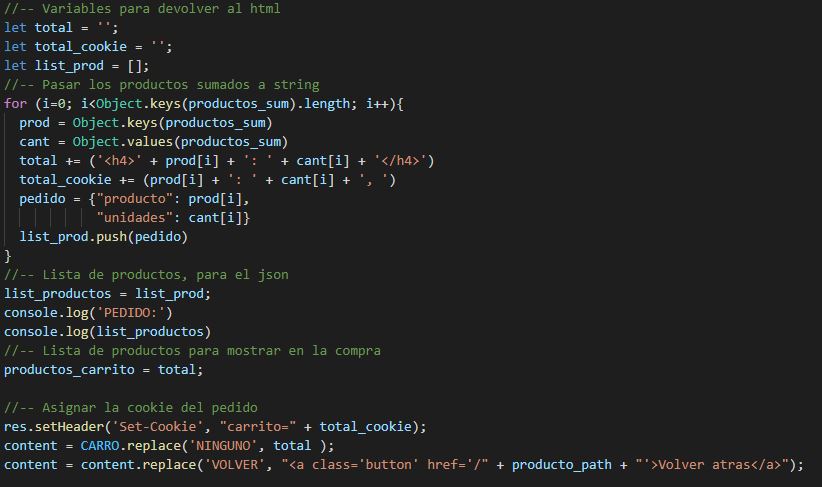 //-- Variables para devolver al html
let total = '';
let total_cookie = '';
let list_prod = [];
//-- Pasar los productos sumados a string
for (i=0; i<Object.keys(productos_sum).length; i++){
  prod = Object.keys(productos_sum)
  cant = Object.values(productos_sum)
  total += ('<h4>' + prod[i] + ': ' + cant[i] + '</h4>')
  total_cookie += (prod[i] + ': ' + cant[i] + ', ')
  pedido = {"producto": prod[i],
            "unidades": cant[i]}
  list_prod.push(pedido)
}
//-- Lista de productos, para el json
list_productos = list_prod;
console.log('PEDIDO:')
console.log(list_productos)
//-- Lista de productos para mostrar en la compra
productos_carrito = total;

//-- Asignar la cookie del pedido
res.setHeader('Set-Cookie', "carrito=" + total_cookie);
content = CARRO.replace('NINGUNO', total );
content = content.replace('VOLVER', "<a class='button' href='/" + producto_path + "'>Volver atras</a>");